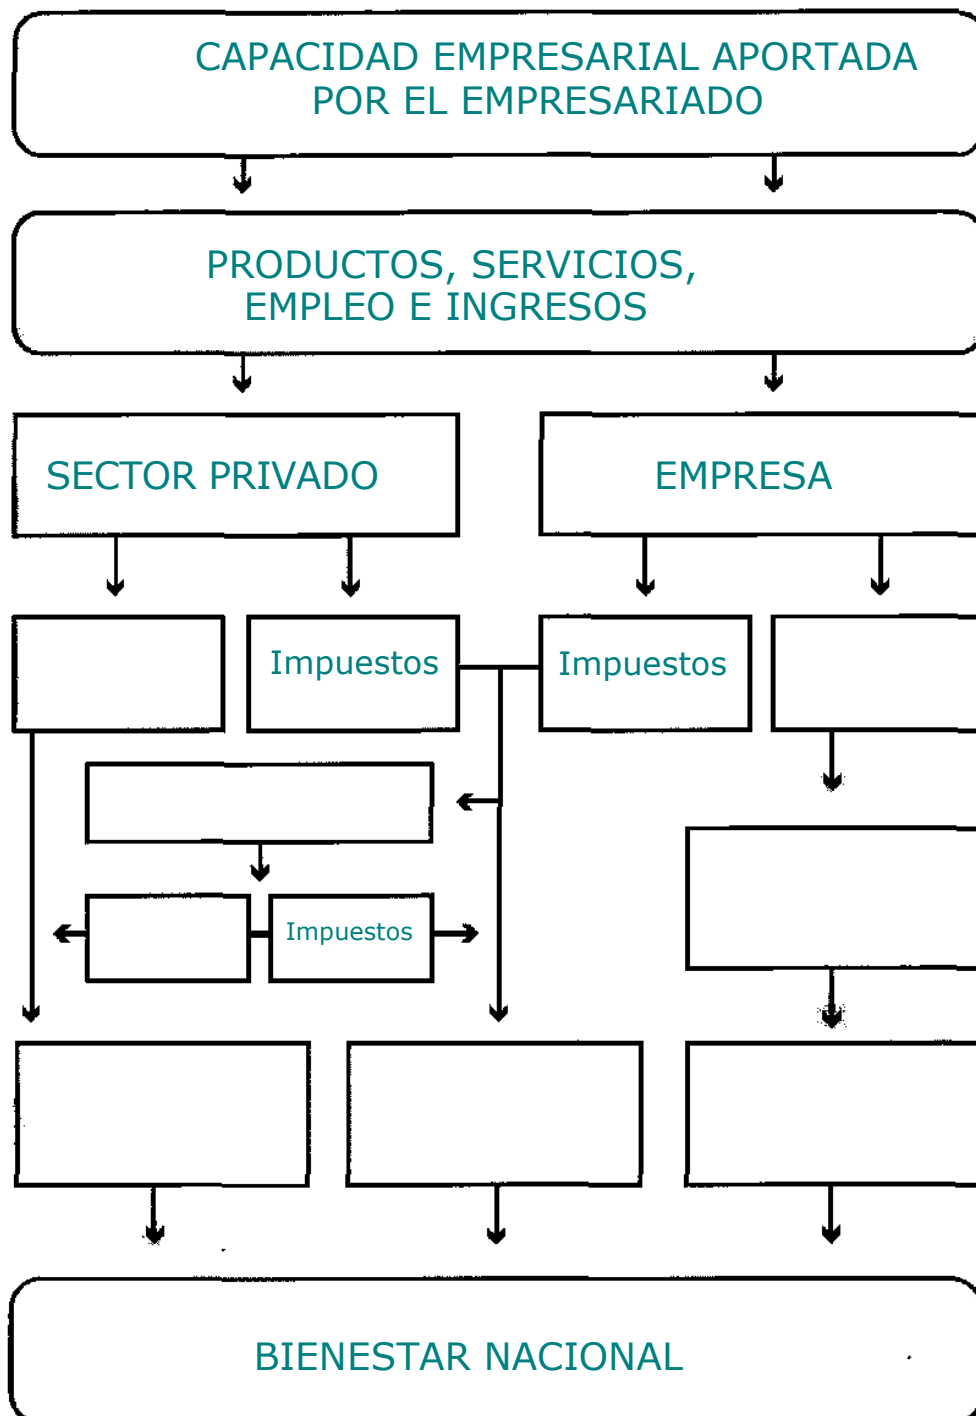 CAPACIDAD EMPRESARIAL APORTADA
POR EL EMPRESARIADO
PRODUCTOS, SERVICIOS,
EMPLEO E INGRESOS
SECTOR PRIVADO
EMPRESA
Impuestos
Impuestos
Impuestos
BIENESTAR NACIONAL